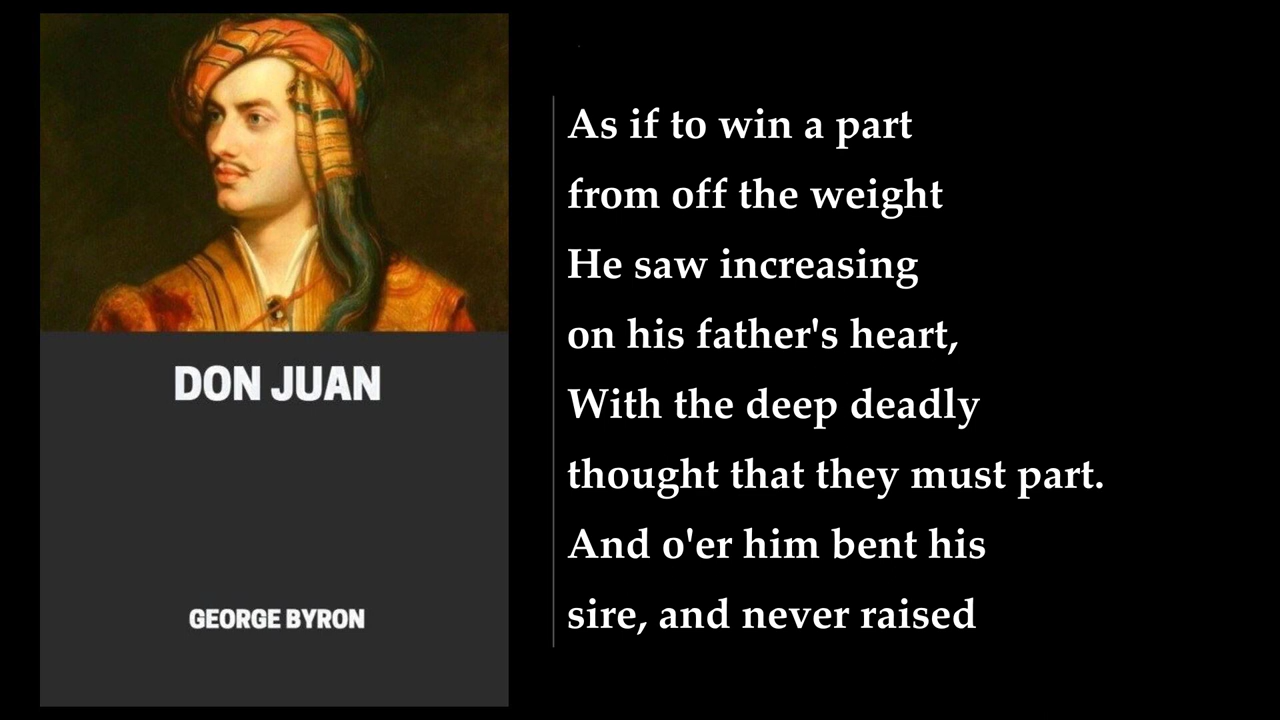 DON JUAN
GEORGE BYRON
As if to win a part
from off the weight
He saw increasing
on his father's heart,
With the deep deadly
thought that they must part.
And o'er him bent his
sire, and never raised